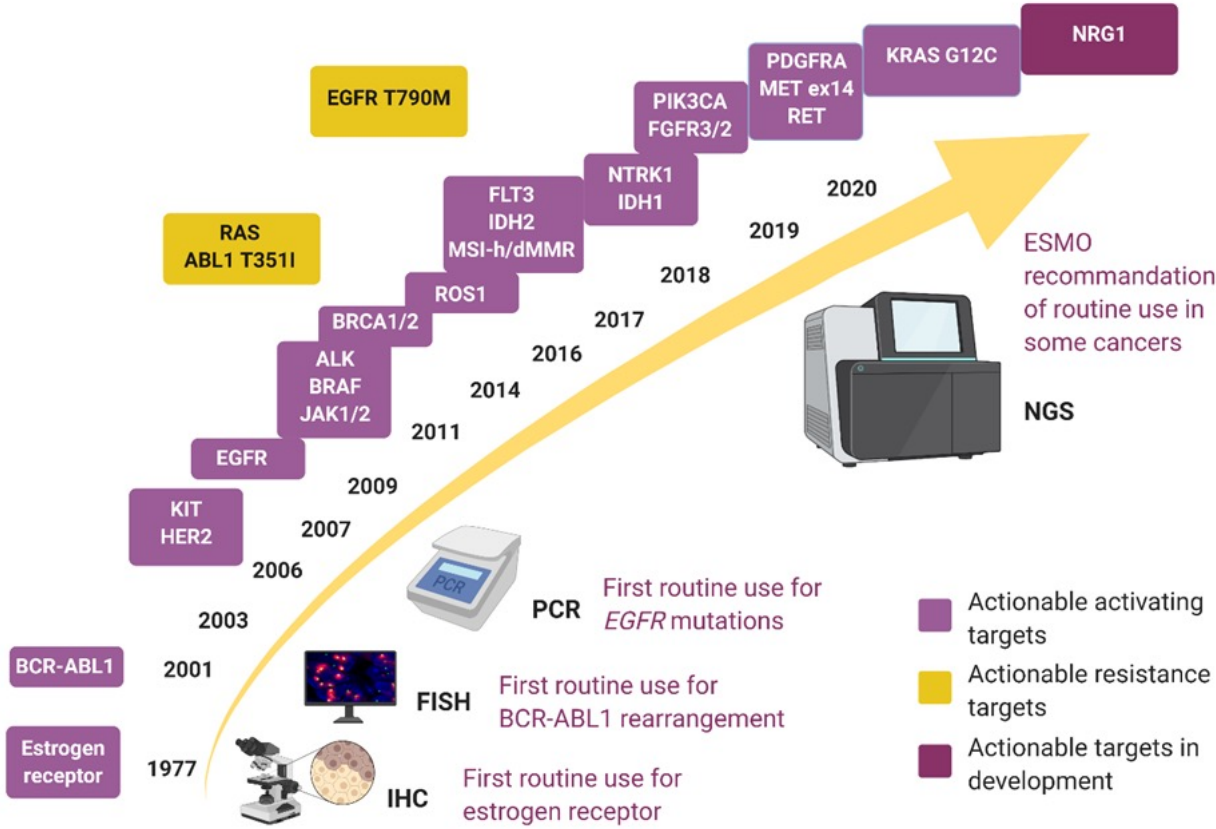 NRG1
KRAS G12C
PDGFRA
MET ex14
RET
PIK3CA
FGFR3/2
EGFR T790M
NTRK1
IDH1
FLT3
IDH2
MSI-h/dMMR
RAS
ABL1 T351I
ROS1
BRCA1/2
ALK
BRAF
JAK1/2
EGFR
KIT
HER2
BCR-ABL1
Estrogen
receptor
2020
2019
2018
2017
2016
2014
2011
2009
2007
2006
2003
2001
1977
ESMO
recommandation
of routine use in
some cancers
NGS
PCR
PCR
First routine use for
EGFR mutations
FISH
First routine use for
BCR-ABL1 rearrangement
IHC
First routine use for
estrogen receptor
Actionable activating
targets
Actionable resistance
targets
Actionable targets in
development